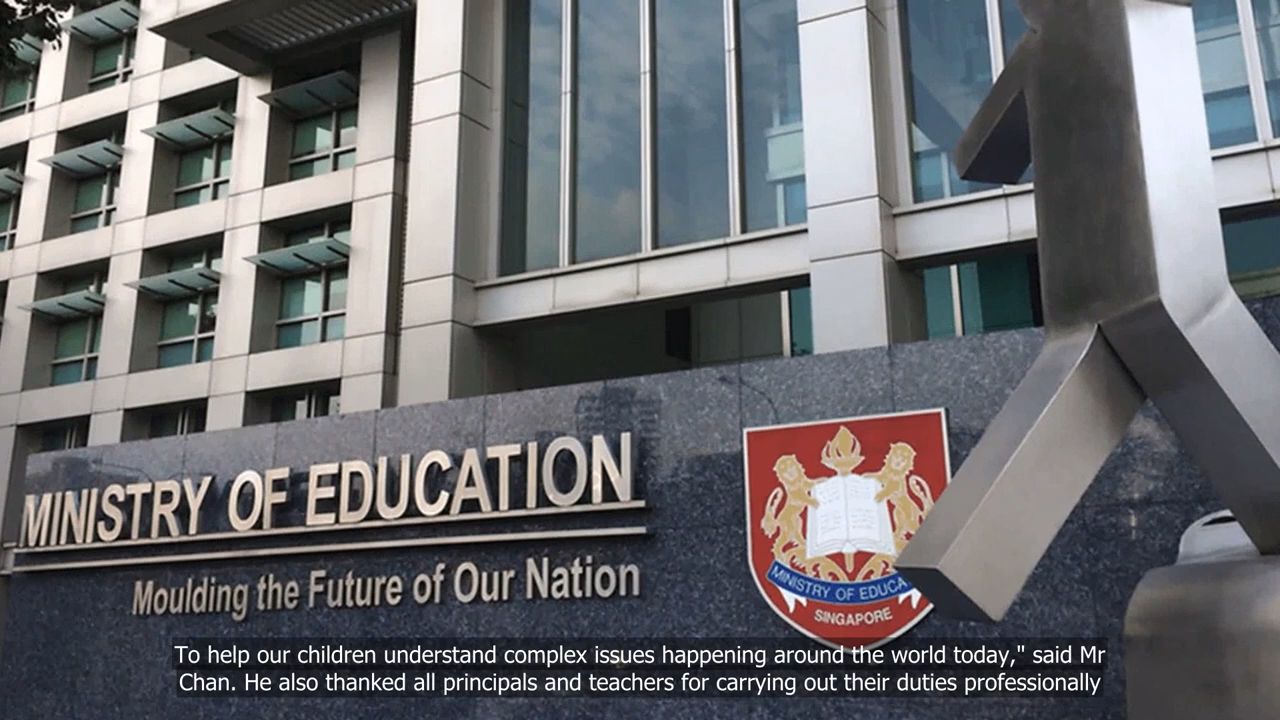 MINISTRY OF EDUCATION
Moulding the Future of Our Nation
MINISTRY OF EDUCA
SINGAPORE
To help our children understand complex issues happening around the world today," said Mr
Chan. He also thanked all principals and teachers for carrying out their duties professionally